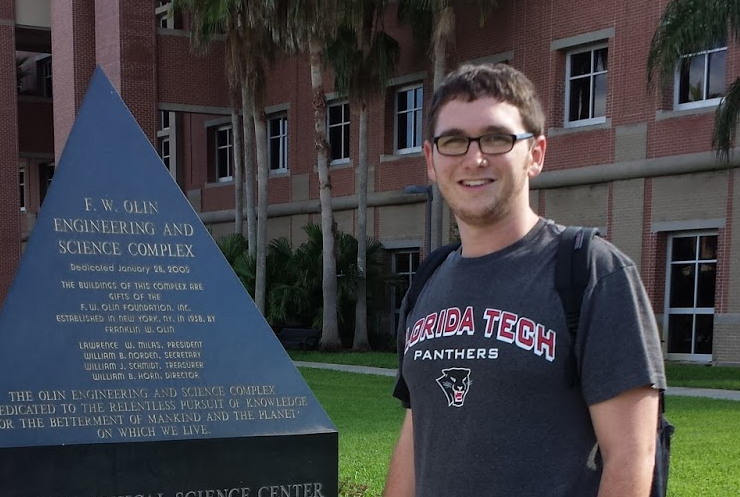 F. W. OLIN
ENGINEERING AND
SCIENCE COMPLEX
Dedicated January 28, 2005
THE BUILDINGS OF THIS COMPLEX ARE
GIFTS OF THE
F. W. OLIN FOUNDATION, INC.
ESTABLISHED IN NEW YORK, NY, IN 1938, BY
FRANKLIN W. OLIN
LAWRENCE W. MILAS, PRESIDENT
WILLIAM B. NORDEN, SECRETARY
WILLIAM J. SCHMIDT, TREASURER
WILLIAM B. HORN, DIRECTOR
THE OLIN ENGINEERING AND SCIENCE COMPLEX
DEDICATED TO THE RELENTLESS PURSUIT OF KNOWLEDGE
FOR THE BETTERMENT OF MANKIND AND THE PLANET
ON WHICH WE LIVE.
SCIENCE CENTER
FLORIDA TECH
PANTHERS